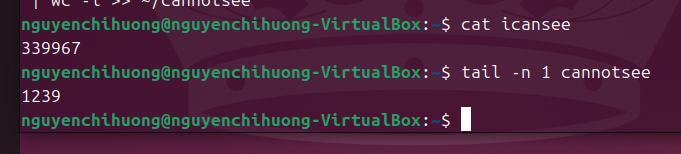 | wc -l >> ~/cannotsee
nguyenchihuong@nguyenchihuong-VirtualBox:~$ cat icansee
339967
nguyenchihuong@nguyenchihuong-VirtualBox:~$ tail -n 1 cannotsee
1239
nguyenchihuong@nguyenchihuong-VirtualBox:~$